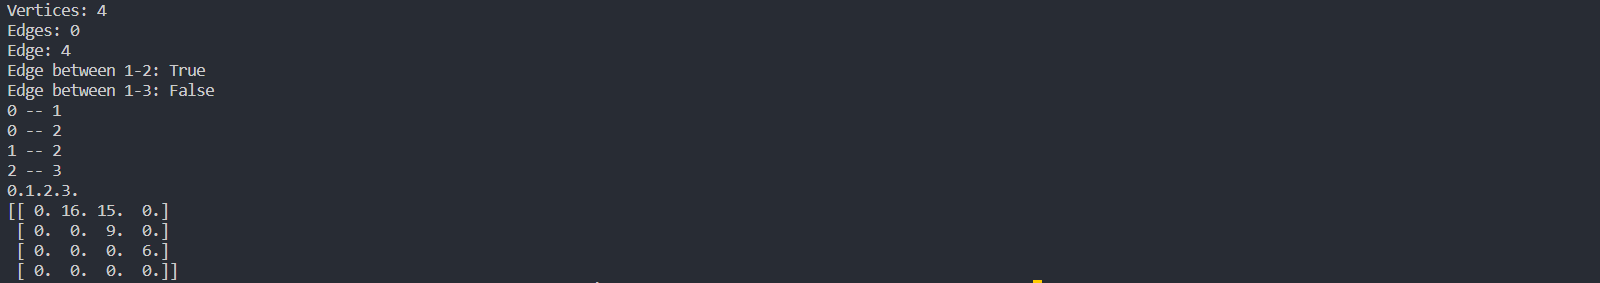 Vertices: 4
Edges: 0
Edge: 4
Edge between 1-2: True
Edge between 1-3: False
0 -- 1
0 -- 2
1 -- 2
2 -- 3
0.1.2.3.
[[ 0. 16. 15.  0.]
 [ 0.  0.  9.  0.]
 [ 0.  0.  0.  6.]
 [ 0.  0.  0.  0.]]